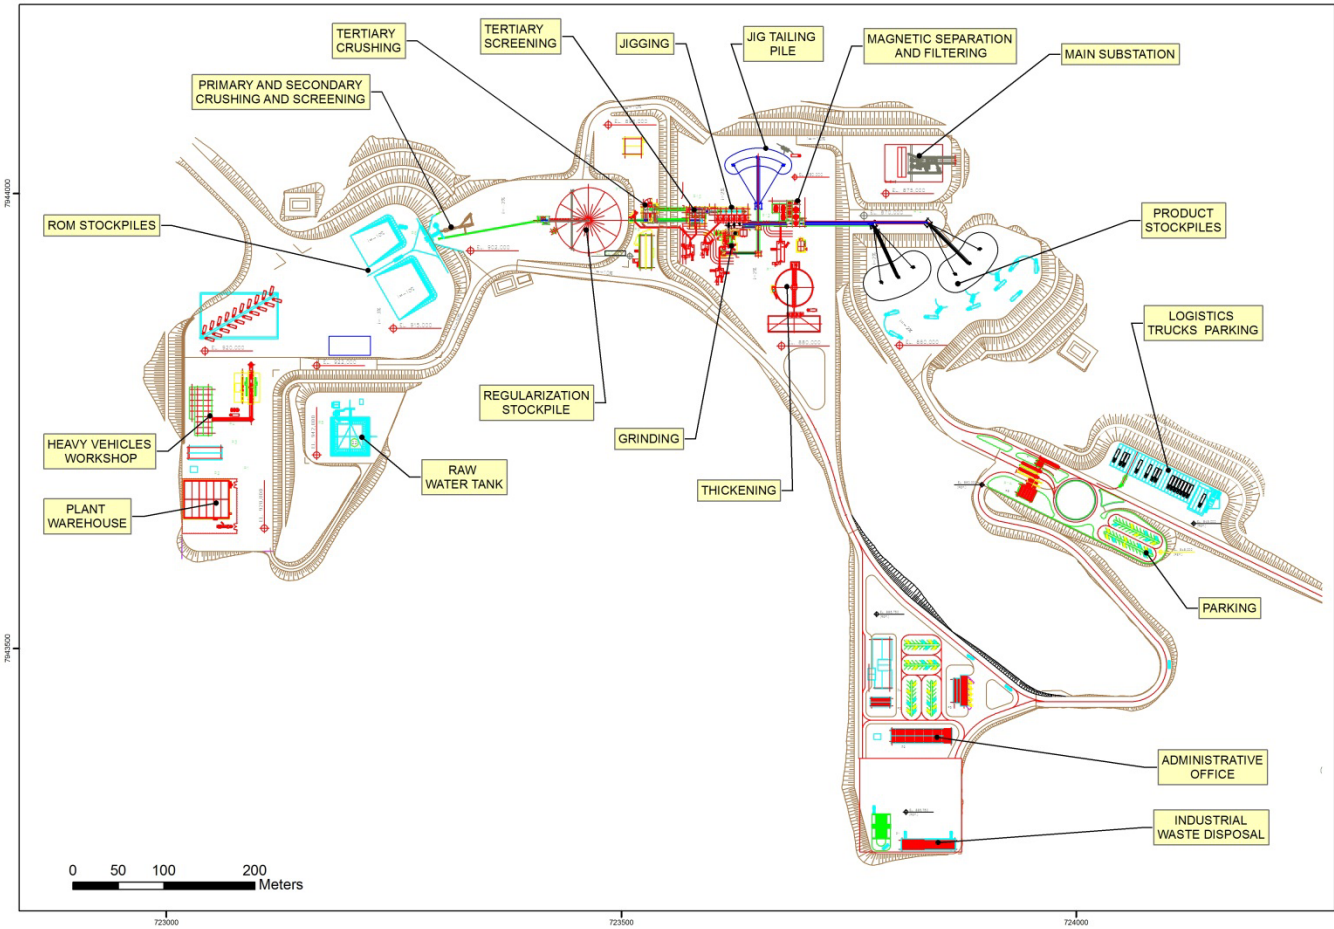 TERTIARY
CRUSHING
TERTIARY
SCREENING
JIGGING
JIG TAILING
PILE
MAGNETIC SEPARATION
AND FILTERING
MAIN SUBSTATION
PRIMARY AND SECONDARY
CRUSHING AND SCREENING
7944000
ROM STOCKPILES
PRODUCT
STOCKPILES
LOGISTICS
TRUCKS PARKING
REGULARIZATION
STOCKPILE
GRINDING
HEAVY VEHICLES
WORKSHOP
RAW
WATER TANK
THICKENING
PLANT
WAREHOUSE
PARKING
7943500
ADMINISTRATIVE
OFFICE
INDUSTRIAL
WASTE DISPOSAL
0 50 100 200
Meters
723000 723500 724000